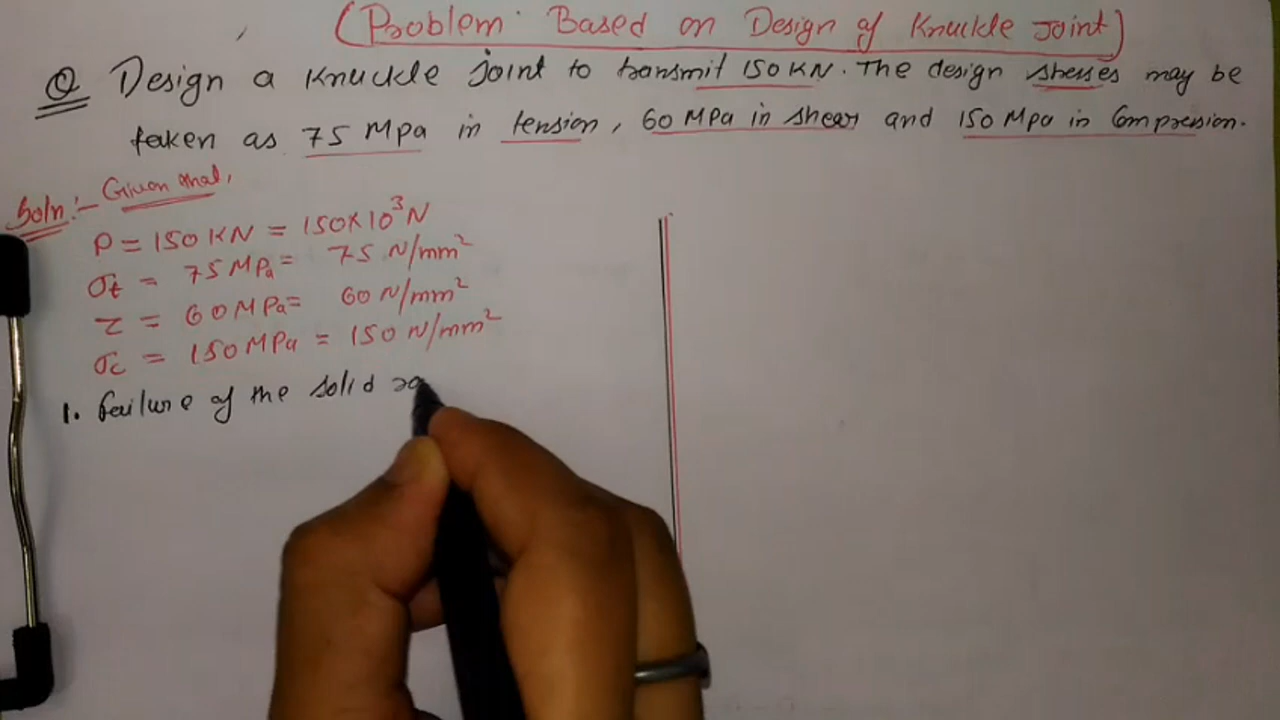 (Problem Based on Design of Knuckle Joint)
Q Design a Knuckle Joint to transmit 150 KN. The design stresses may be
taken as 75 MPa in tension, 60 MPa in shear and 150 Mpa in Compression.
Soln:- Given that,
P = 150 KN = 150×10³ N
σt = 75 MPa = 75 N/mm²
τ = 60 MPa = 60 N/mm²
σc = 150 MPa = 150 N/mm²
1. Failure of the solid